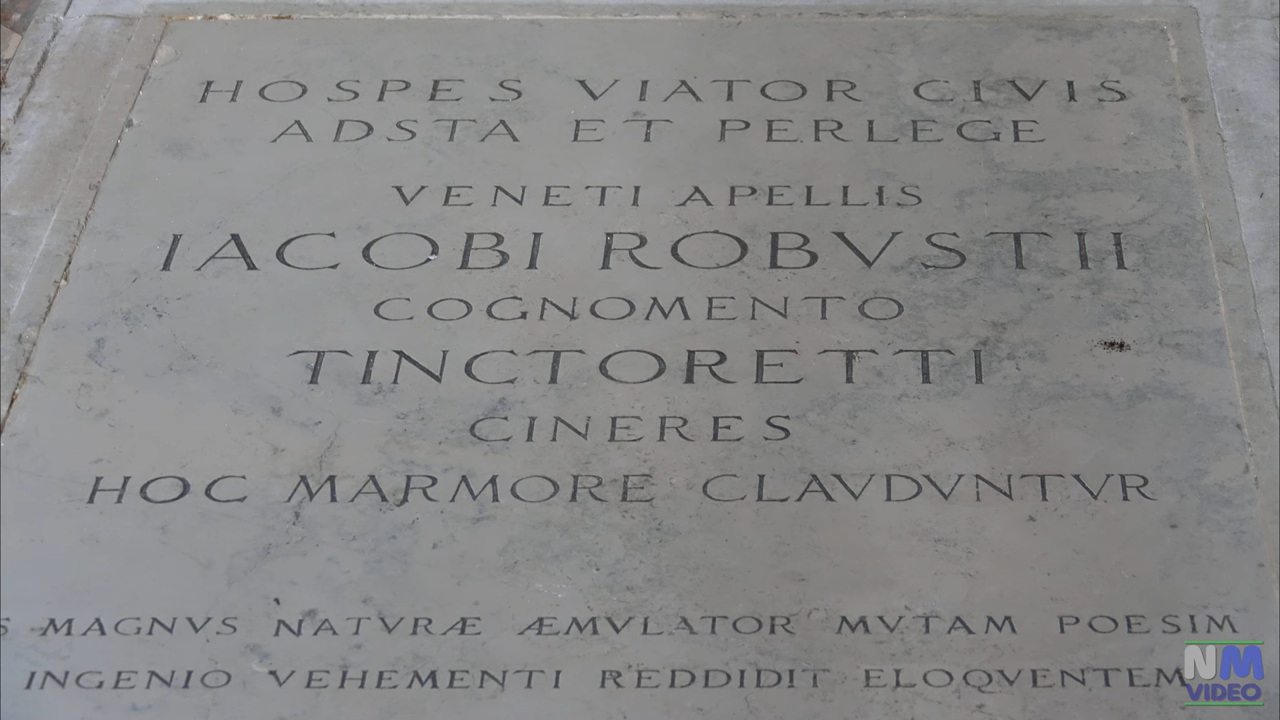 HOSPES VIATOR CIVIS
ADSTA ET PERLEGE
VENETI APELLIS
IACOBI ROBVSTII
COGNOMENTO
TINCTORETTI
CINERES
HOC MARMORE CLAVDVNTVR
MAGNVS NATVRÆ ÆMVLATOR MVTAM POESIM
INGENIO VEHEMENTI REDDIDIT ELOQVENTEM
NM
VIDEO